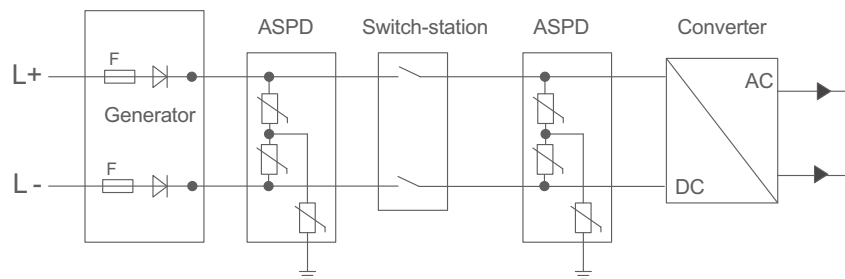 ASPD Switch-station ASPD Converter
F
L+
AC
Generator
F
L -
DC